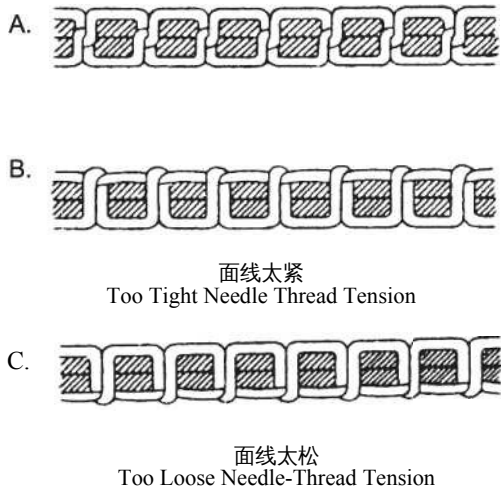 A.
B.
面线太紧
Too Tight Needle Thread Tension
C.
面线太松
Too Loose Needle-Thread Tension